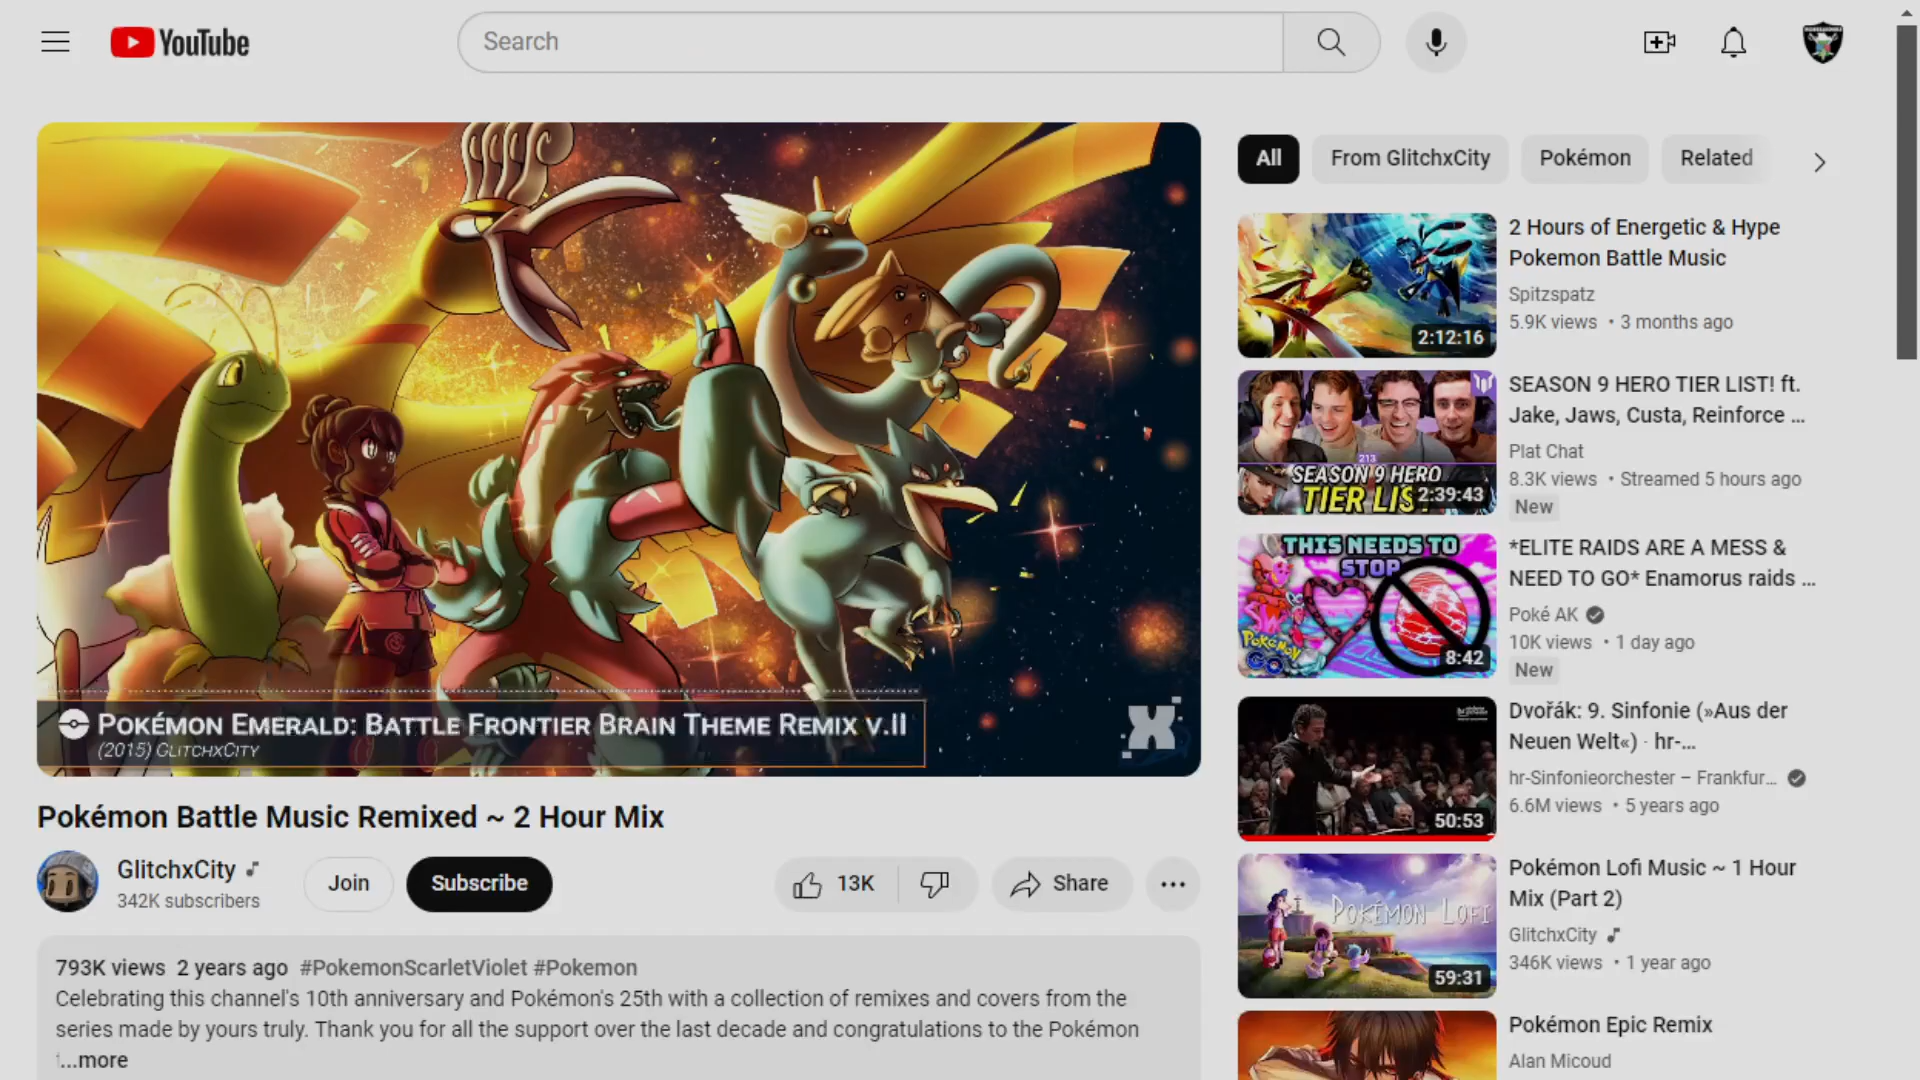 YouTube
Search
All
From GlitchxCity
Pokémon
Related
POKÉMON EMERALD: BATTLE FRONTIER BRAIN THEME REMIX V.II
(2015) GLITCHXCITY
Pokémon Battle Music Remixed ~ 2 Hour Mix
GlitchxCity
342K subscribers
Join
Subscribe
13K
Share
793K views 2 years ago #PokemonScarletViolet #Pokemon
Celebrating this channel's 10th anniversary and Pokémon's 25th with a collection of remixes and covers from the
series made by yours truly. Thank you for all the support over the last decade and congratulations to the Pokémon
...more
2:12:16
2 Hours of Energetic & Hype
Pokemon Battle Music
Spitzspatz
5.9K views • 3 months ago
213
SEASON 9 HERO
TIER LIS
2:39:43
SEASON 9 HERO TIER LIST! ft.
Jake, Jaws, Custa, Reinforce ...
Plat Chat
8.3K views • Streamed 5 hours ago
New
THIS NEEDS TO
STOP
POKÉMON
GO
8:42
*ELITE RAIDS ARE A MESS &
NEED TO GO* Enamorus raids ...
Poké AK
10K views • 1 day ago
New
50:53
Dvořák: 9. Sinfonie (»Aus der
Neuen Welt«) ∙ hr-...
hr-Sinfonieorchester – Frankfur...
6.6M views • 5 years ago
POKÉMON LOFI
59:31
Pokémon Lofi Music ~ 1 Hour
Mix (Part 2)
GlitchxCity
346K views • 1 year ago
Pokémon Epic Remix
Alan Micoud